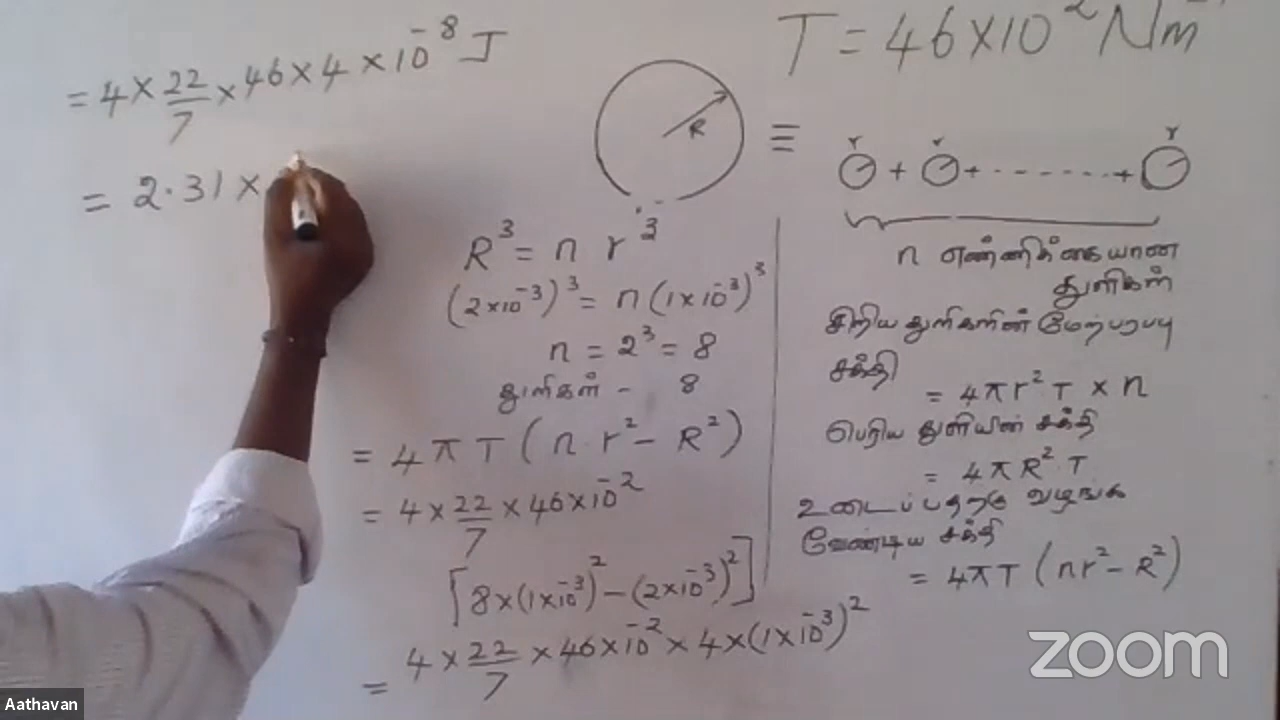 = 4 × 22/7 × 46 × 4 × 10⁻⁸ J
= 2.31 ×
T = 46×10⁻² Nm⁻¹
R
≡
r r r
+ + - - - - - - +
R³ = n r³
(2×10⁻³)³ = n(1×10⁻³)³
n = 2³ = 8
துளிகள் - 8
= 4πT(n r² - R²)
= 4 × 22/7 × 46×10⁻²
[8×(1×10⁻³)² - (2×10⁻³)²]
= 4 × 22/7 × 46×10⁻² × 4×(1×10⁻³)²
n எண்ணிக்கையான
துளிகள்
சிறிய துளிகளின் மேற்பரப்பு
சக்தி
= 4πr²T × n
பெரிய துளியின் சக்தி
= 4πR²T
உடைப்பதற்கு வழங்க
வேண்டிய சக்தி
= 4πT(nr² - R²)
zoom
Aathavan